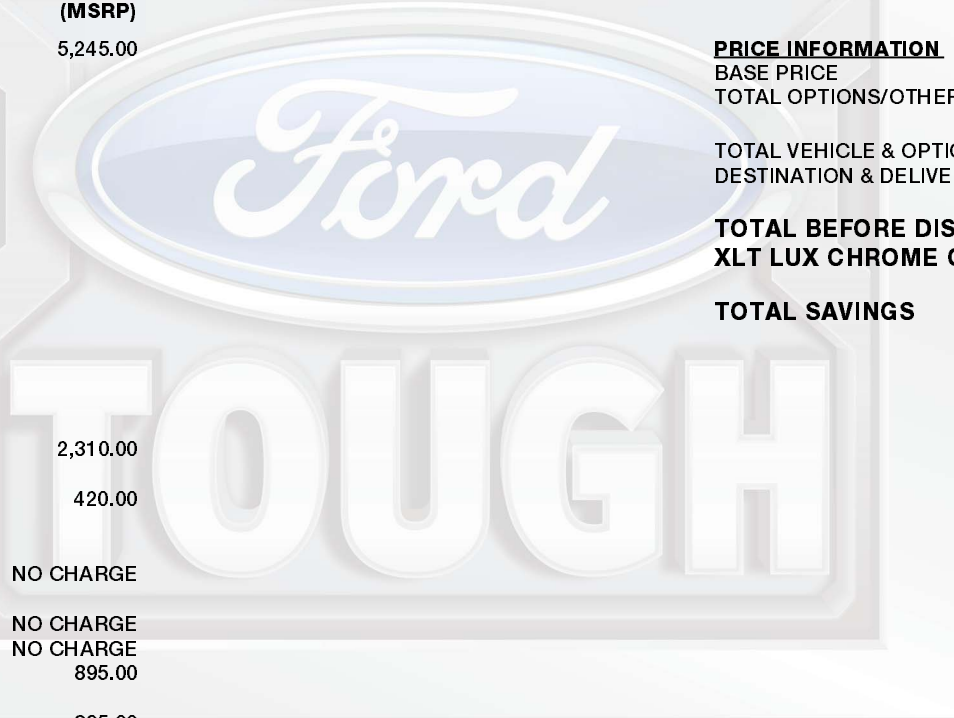 (MSRP)
5,245.00
2,310.00
420.00
NO CHARGE
NO CHARGE
NO CHARGE
895.00
Ford
TOUGH
PRICE INFORMATION
BASE PRICE
TOTAL OPTIONS/OTHER
TOTAL VEHICLE & OPTIO
DESTINATION & DELIVE
TOTAL BEFORE DIS
XLT LUX CHROME
TOTAL SAVINGS